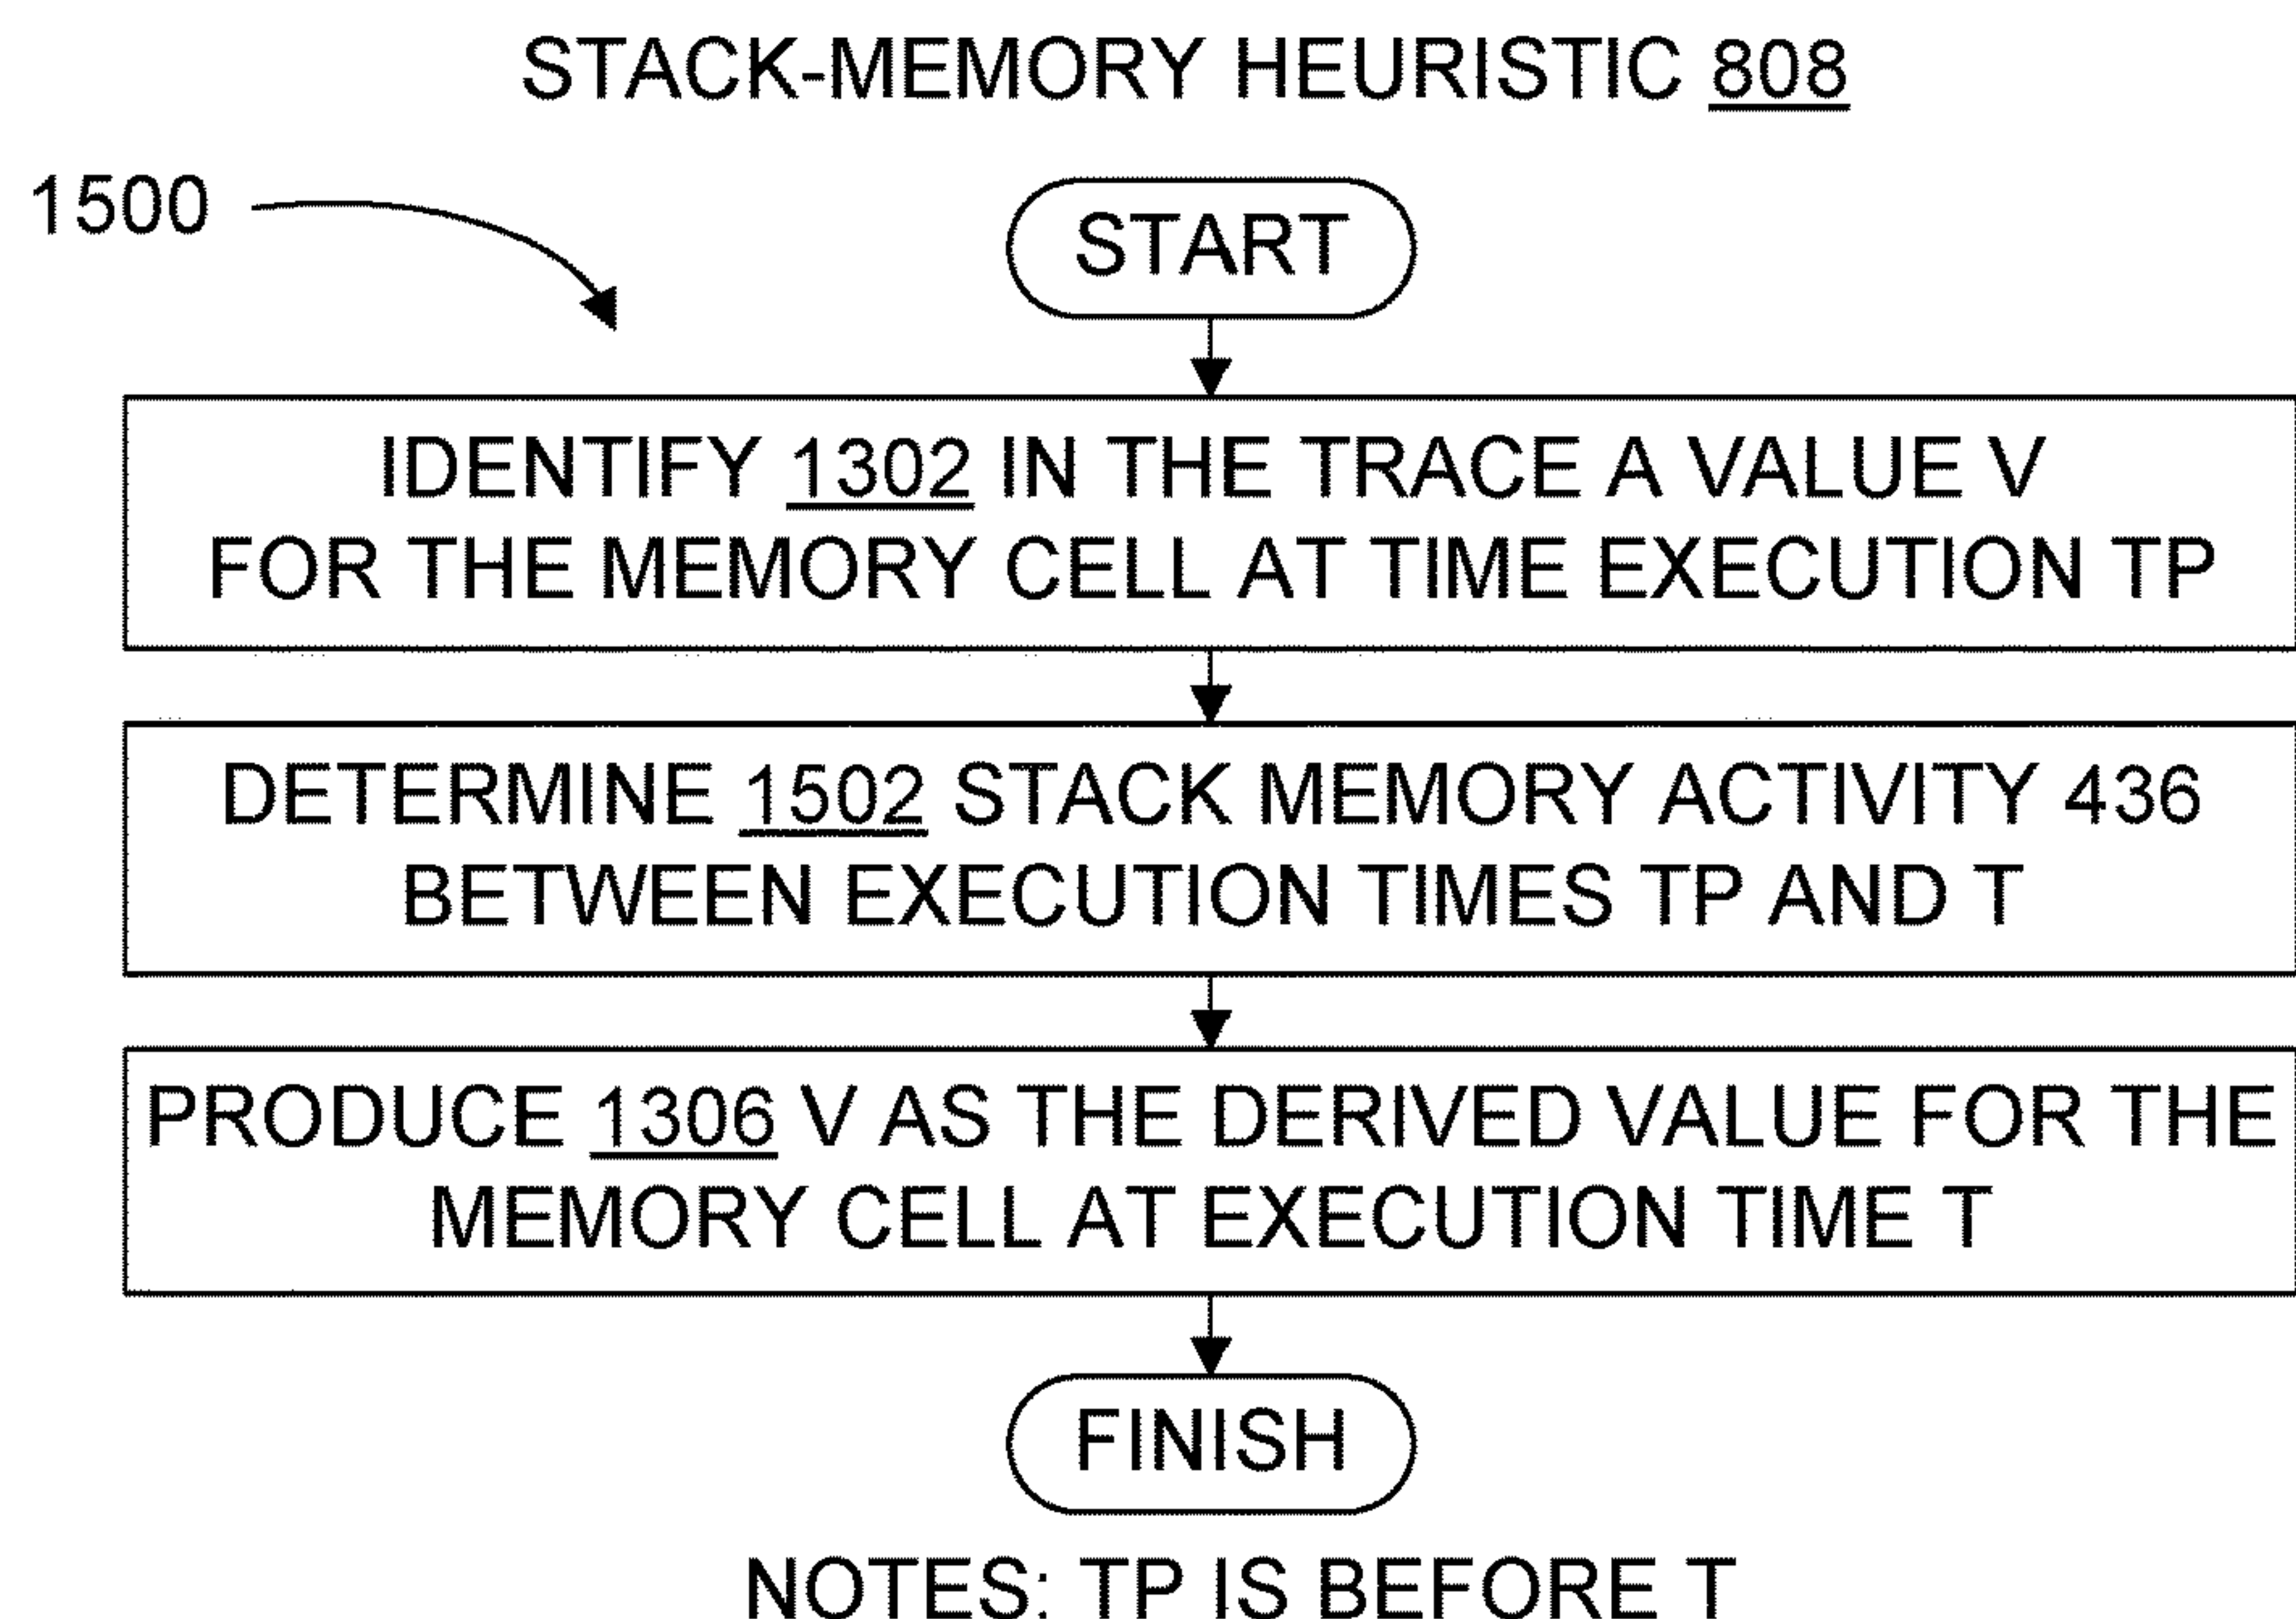 STACK-MEMORY HEURISTIC 808
1500
START
IDENTIFY 1302 IN THE TRACE A VALUE V
FOR THE MEMORY CELL AT TIME EXECUTION TP
DETERMINE 1502 STACK MEMORY ACTIVITY 436
BETWEEN EXECUTION TIMES TP AND T
PRODUCE 1306 V AS THE DERIVED VALUE FOR THE
MEMORY CELL AT EXECUTION TIME T
FINISH
NOTES: TP IS BEFORE T